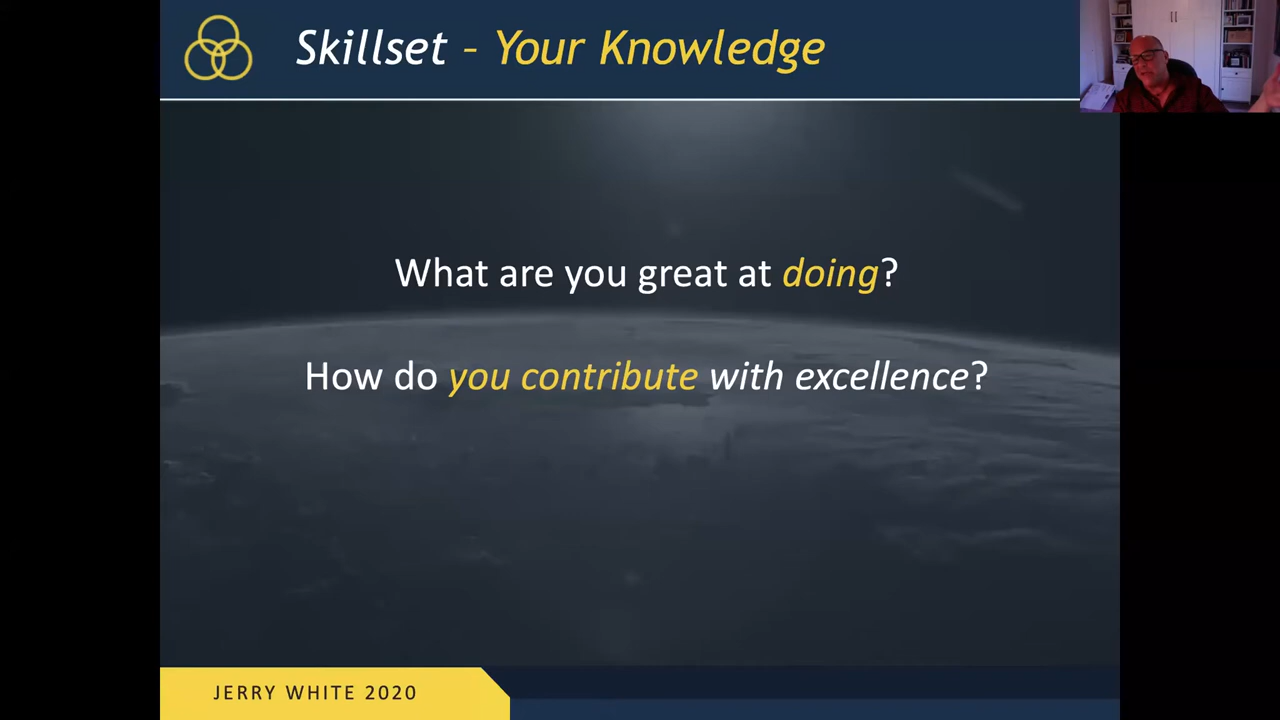 Skillset - Your Knowledge
What are you great at doing?
How do you contribute with excellence?
JERRY WHITE 2020